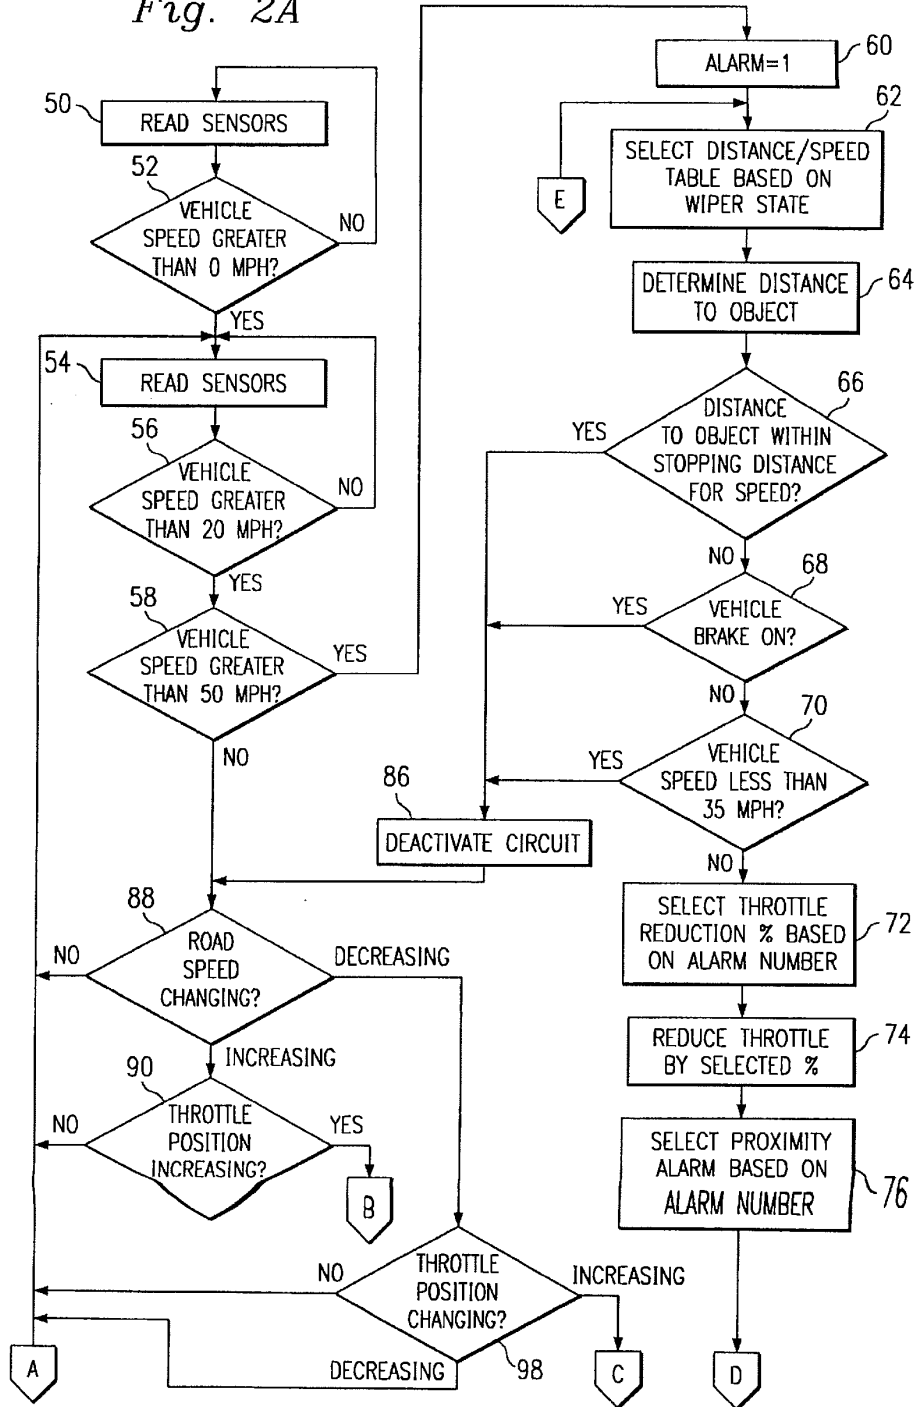 Fig. 2A
50
READ SENSORS
52
VEHICLE
SPEED GREATER
THAN 0 MPH?
NO
YES
54
READ SENSORS
56
VEHICLE
SPEED GREATER
THAN 20 MPH?
NO
YES
58
VEHICLE
SPEED GREATER
THAN 50 MPH?
YES
NO
86
DEACTIVATE CIRCUIT
88
ROAD
SPEED
CHANGING?
NO
DECREASING
INCREASING
90
THROTTLE
POSITION
INCREASING?
NO
YES
B
THROTTLE
POSITION
CHANGING?
NO
INCREASING
DECREASING
98
A
C
60
ALARM=1
62
SELECT DISTANCE/SPEED
TABLE BASED ON
WIPER STATE
E
64
DETERMINE DISTANCE
TO OBJECT
66
DISTANCE
TO OBJECT WITHIN
STOPPING DISTANCE
FOR SPEED?
YES
NO
68
VEHICLE
BRAKE ON?
YES
NO
70
VEHICLE
SPEED LESS THAN
35 MPH?
YES
NO
SELECT THROTTLE
REDUCTION % BASED
ON ALARM NUMBER
72
REDUCE THROTTLE
BY SELECTED %
74
SELECT PROXIMITY
ALARM BASED ON
ALARM NUMBER
76
D